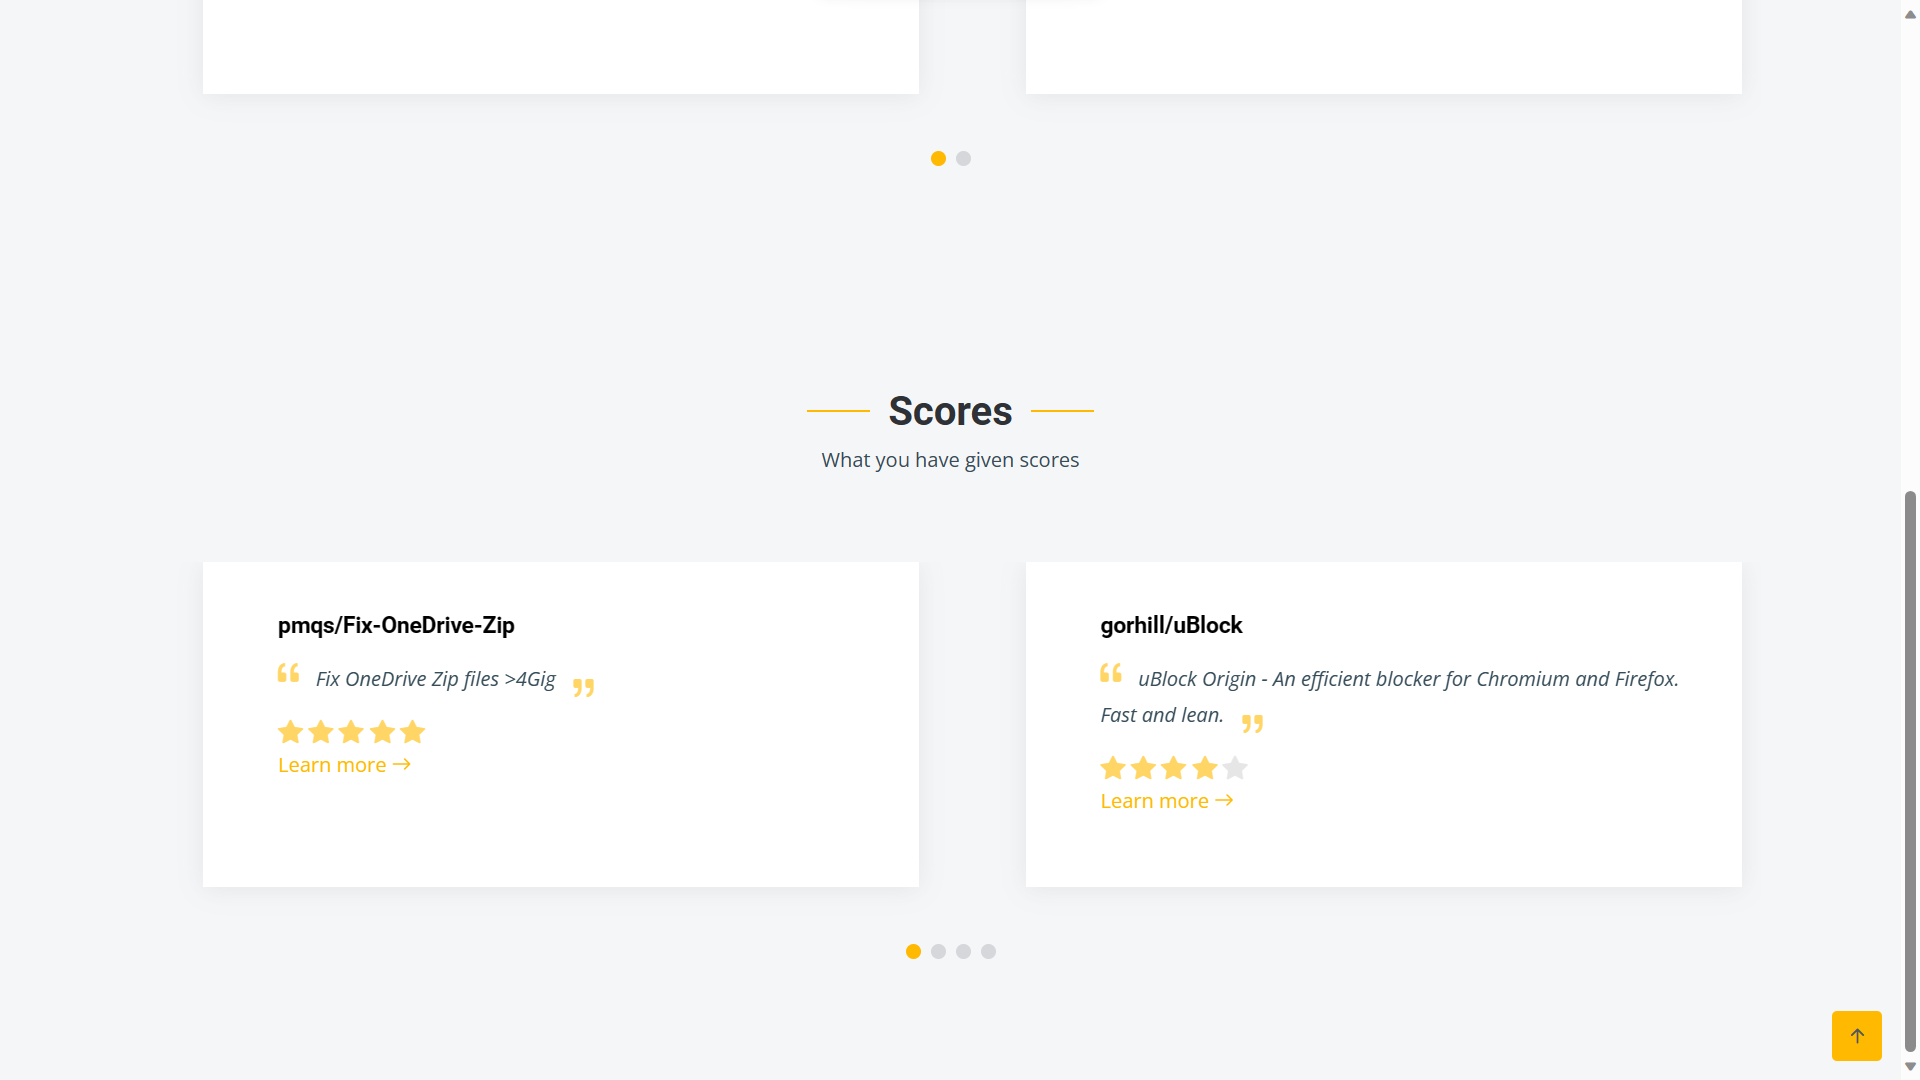 Scores
What you have given scores
pmqs/Fix-OneDrive-Zip
“ Fix OneDrive Zip files >4Gig ”
Learn more →
gorhill/uBlock
“ uBlock Origin - An efficient blocker for Chromium and Firefox.
Fast and lean. ”
Learn more →